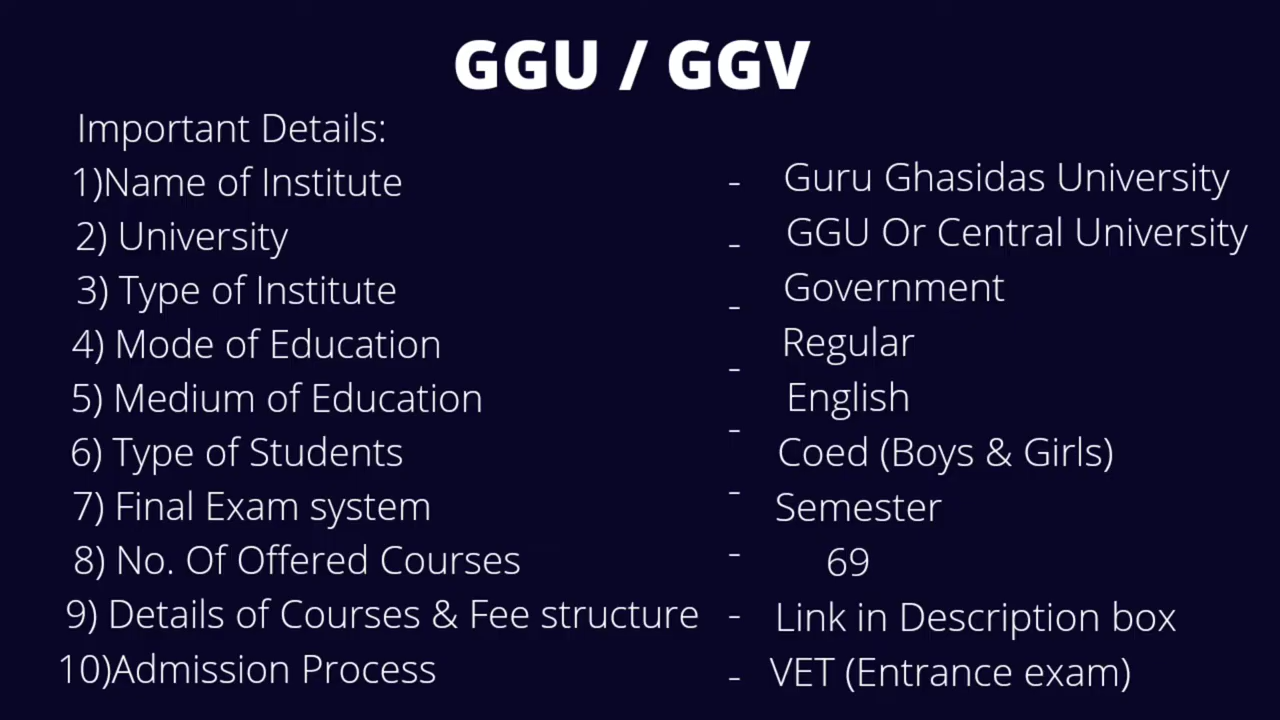 GGU / GGV
Important Details:
1)Name of Institute - Guru Ghasidas University
2) University - GGU Or Central University
3) Type of Institute - Government
4) Mode of Education - Regular
5) Medium of Education - English
6) Type of Students - Coed (Boys & Girls)
7) Final Exam system - Semester
8) No. Of Offered Courses - 69
9) Details of Courses & Fee structure - Link in Description box
10)Admission Process - VET (Entrance exam)